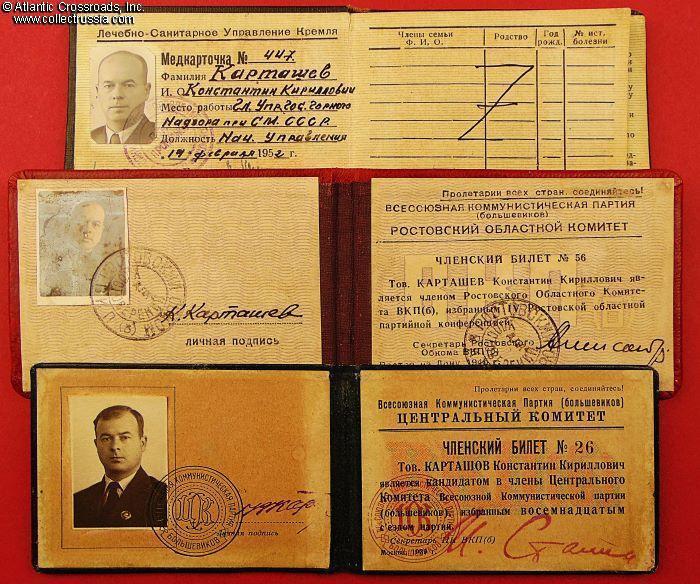 © Atlantic Crossroads, Inc.
www.collectrussia.com
Лечебно-Санитарное Управление Кремля
Медкарточка № 447.
Фамилия Карташев
И. О. Константин Кириллович
Место работы Гл. Упр. Гос. Горного
Надзора при С.М. СССР.
Должность Нач. Управления
„14" февраля 1952 г.
Члены семьи
Ф. И. О.
Родство
Год
рожд.
№ ист.
болезни
К. Карташев
ЛИЧНАЯ ПОДПИСЬ
Пролетарии всех стран, соединяйтесь!
ВСЕСОЮЗНАЯ КОММУНИСТИЧЕСКАЯ ПАРТИЯ
(большевиков)
РОСТОВСКИЙ ОБЛАСТНОЙ КОМИТЕТ
ЧЛЕНСКИЙ БИЛЕТ № 56
Тов. КАРТАШЕВ Константин Кириллович яв-
ляется членом Ростовского Областного Комите-
та ВКП(б), избранным Ростовской областной
партийной конференцией.
Секретарь Ростовского
Обкома ВКП
Ростов на Дону
Личная подпись
Пролетарии всех стран, соединяйтесь!
Всесоюзная Коммунистическая Партия (большевиков)
ЦЕНТРАЛЬНЫЙ КОМИТЕТ
ЧЛЕНСКИЙ БИЛЕТ № 26
Тов. КАРТАШОВ Константин Кириллович
является кандидатом в члены Центрального
Комитета Всесоюзной Коммунистической партии
(большевиков), избранным восемнадцатым
съездом партии.
Секретарь ЦК ВКП(б)
Москва, 1939 г.